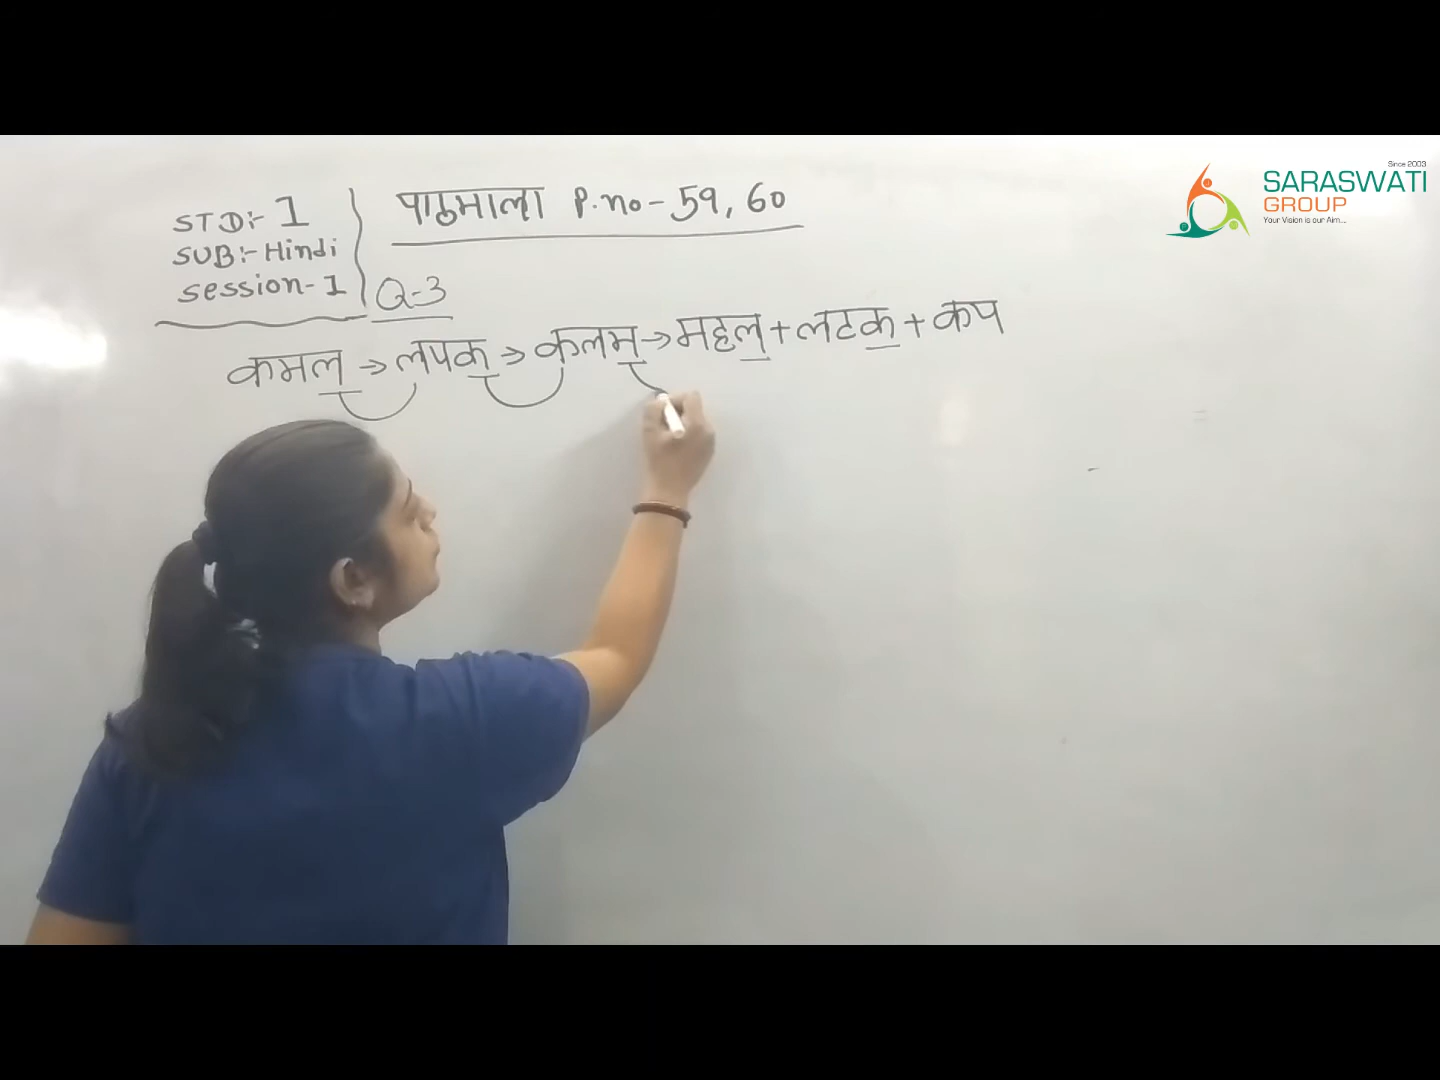 STD:- 1
SUB:- Hindi
Session-1
पाठमाला P.no-59, 60
Q-3
कमल → लपक → कलम → महल + लटक + कप
Since 2003
SARASWATI
GROUP
Your Vision is our Aim...